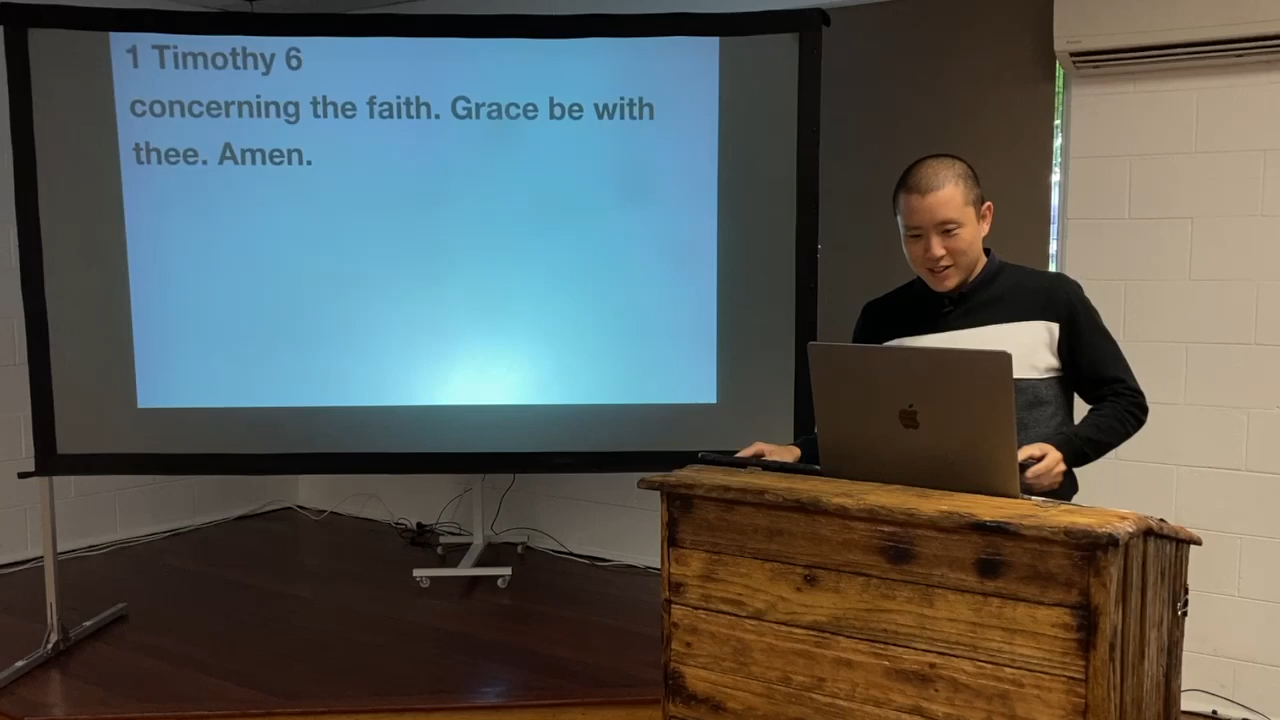 1 Timothy 6
concerning the faith. Grace be with
thee. Amen.